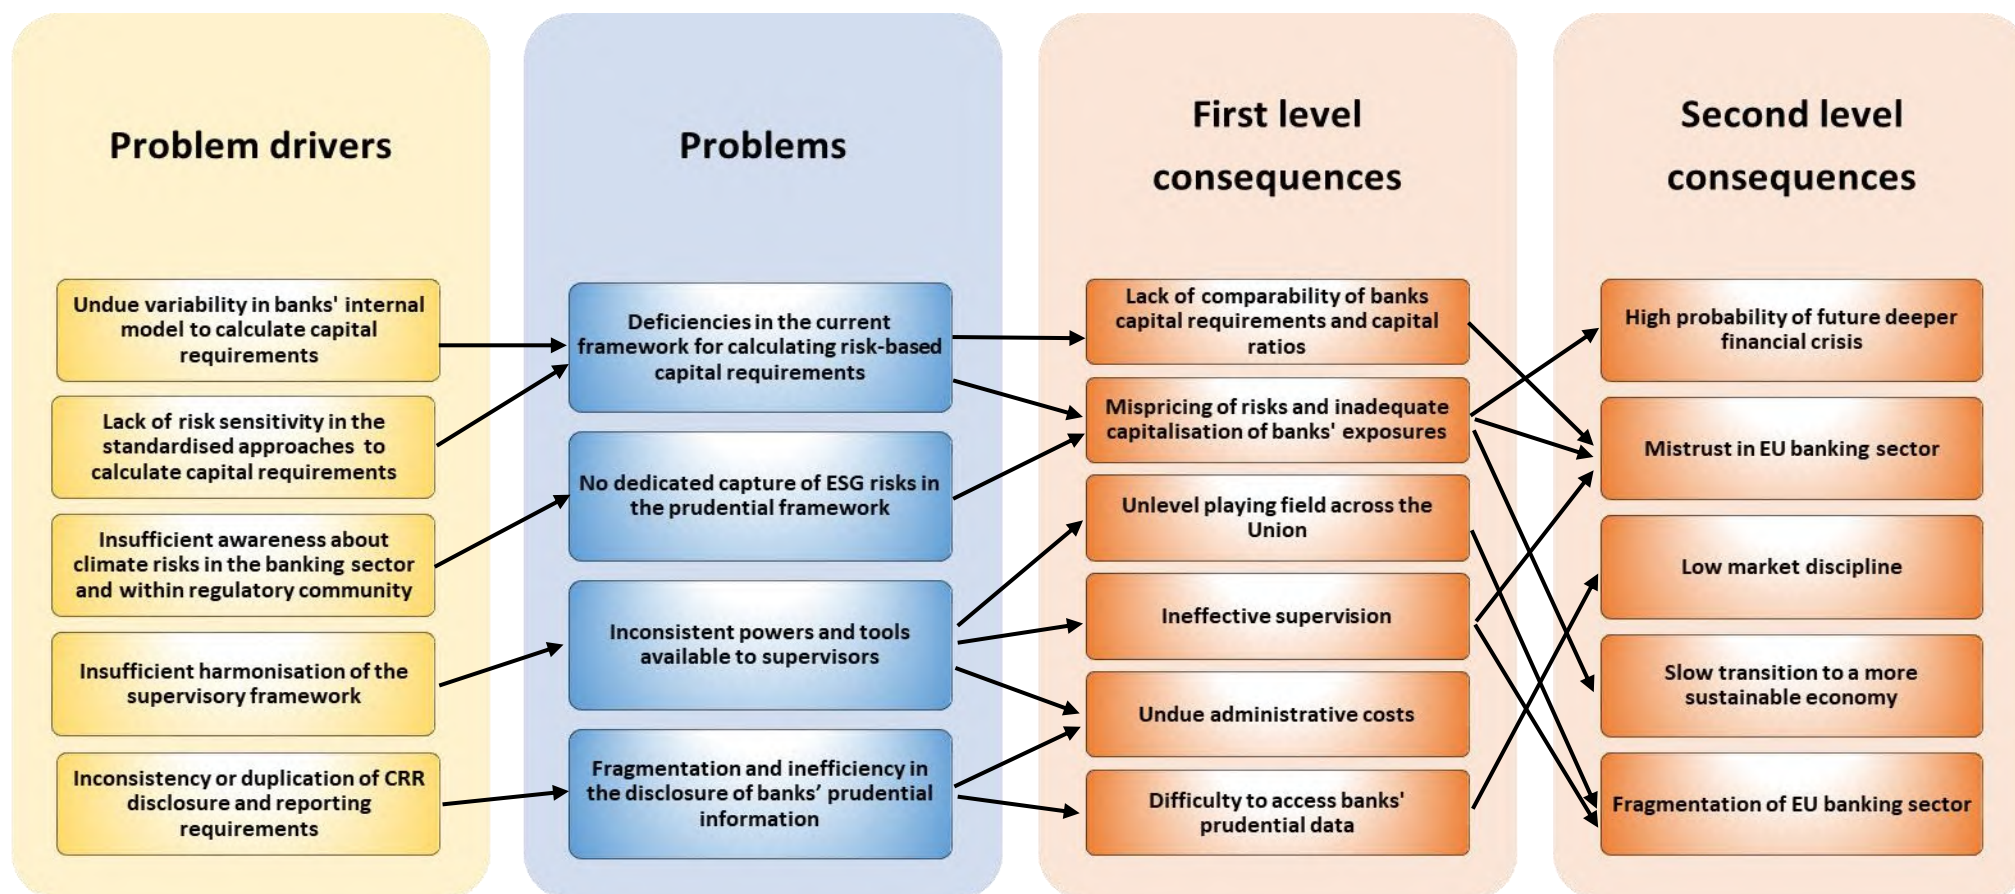 Problem drivers
Undue variability in banks' internal
model to calculate capital
requirements
Lack of risk sensitivity in the
standardised approaches to
calculate capital requirements
Insufficient awareness about
climate risks in the banking sector
and within regulatory community
Insufficient harmonisation of the
supervisory framework
Inconsistency or duplication of CRR
disclosure and reporting
requirements
Problems
Deficiencies in the current
framework for calculating risk-based
capital requirements
No dedicated capture of ESG risks in
the prudential framework
Inconsistent powers and tools
available to supervisors
Fragmentation and inefficiency in
the disclosure of banks’ prudential
information
First level
consequences
Lack of comparability of banks
capital requirements and capital
ratios
Mispricing of risks and inadequate
capitalisation of banks' exposures
Unlevel playing field across the
Union
Ineffective supervision
Undue administrative costs
Difficulty to access banks'
prudential data
Second level
consequences
High probability of future deeper
financial crisis
Mistrust in EU banking sector
Low market discipline
Slow transition to a more
sustainable economy
Fragmentation of EU banking sector